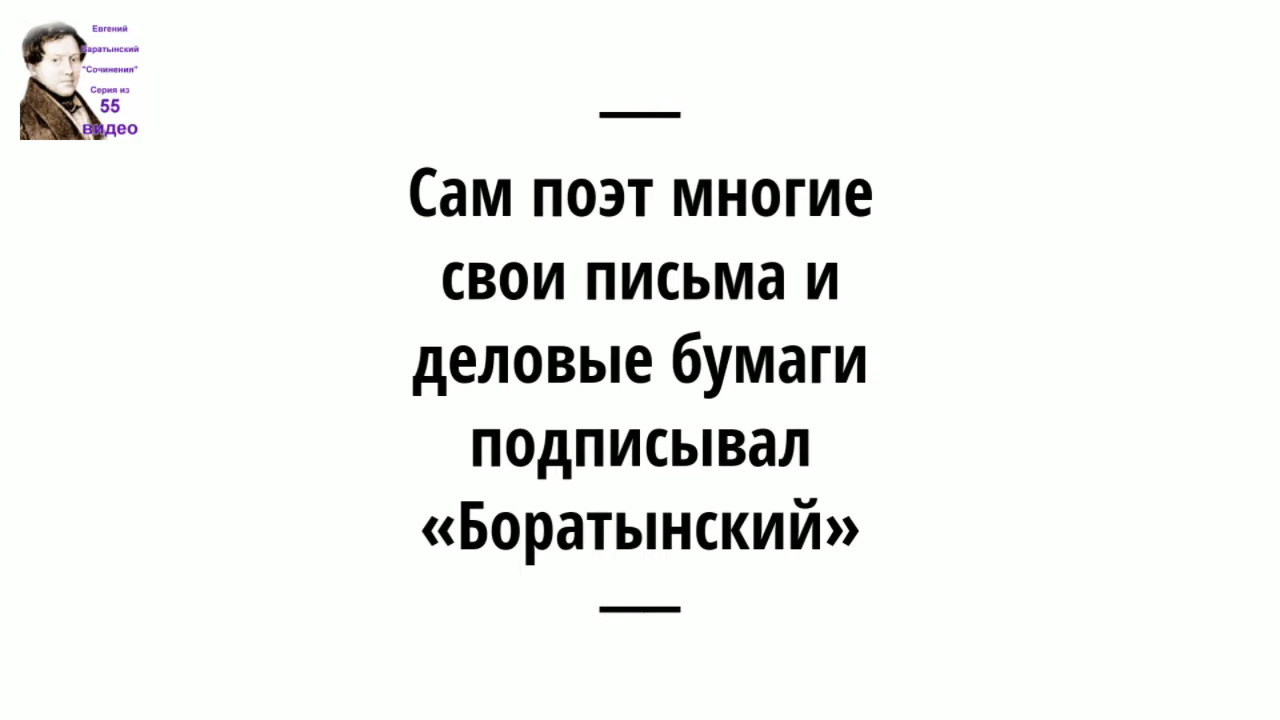 Евгений
Баратынский
"Сочинения"
Серия из
55
видео
Сам поэт многие
свои письма и
деловые бумаги
подписывал
«Боратынский»